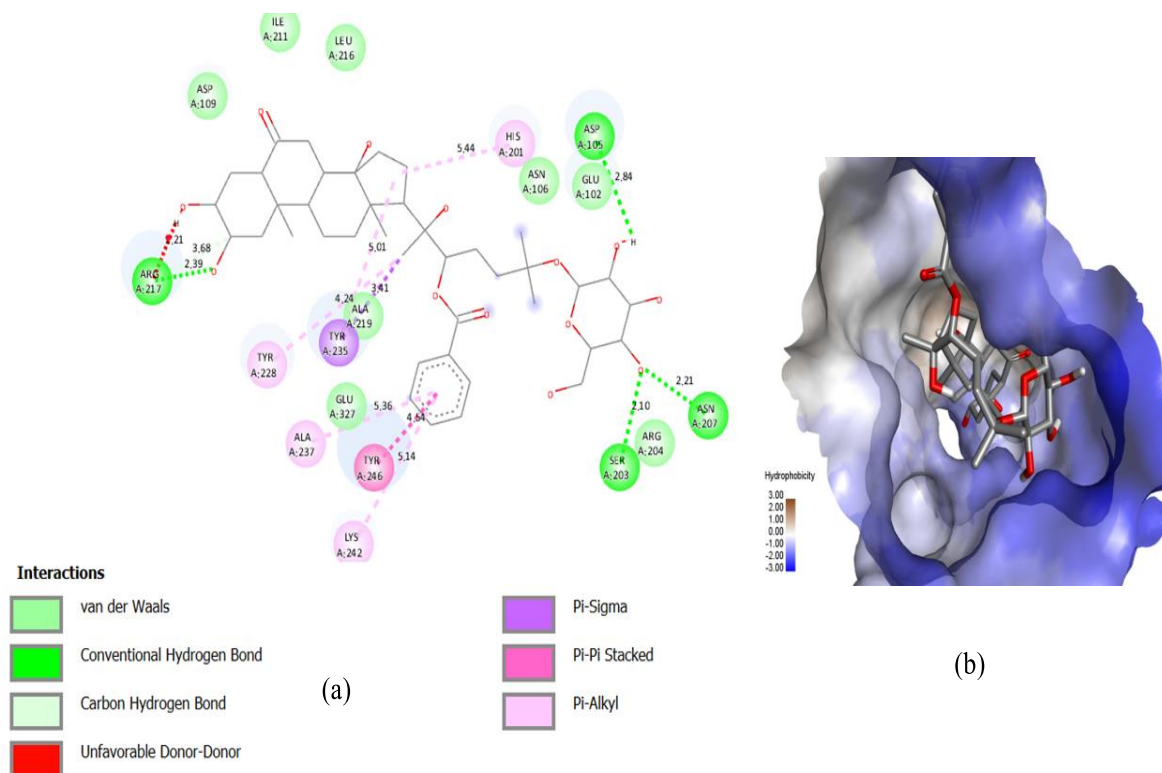 ILE
A:211
LEU
A:216
ASP
A:109
HIS
A:201
ASP
A:105
ASN
A:106
GLU
A:102
5,44
2,84
O
O
O
H
3,68
2,39
ARG
A:217
O
O
5,01
3,41
4,24
ALA
A:219
TYR
A:235
TYR
A:228
O
O
O
O
H
O
O
O
O
O
GLU
A:327
5,36
ALA
A:237
TYR
A:246
5,14
LYS
A:242
2,21
2,10
ASN
A:207
ARG
A:204
SER
A:203
Hydrophobicity
3.00
2.00
1.00
0.00
-1.00
-2.00
-3.00
Interactions
van der Waals
Conventional Hydrogen Bond
Carbon Hydrogen Bond
Unfavorable Donor-Donor
Pi-Sigma
Pi-Pi Stacked
Pi-Alkyl
(a)
(b)